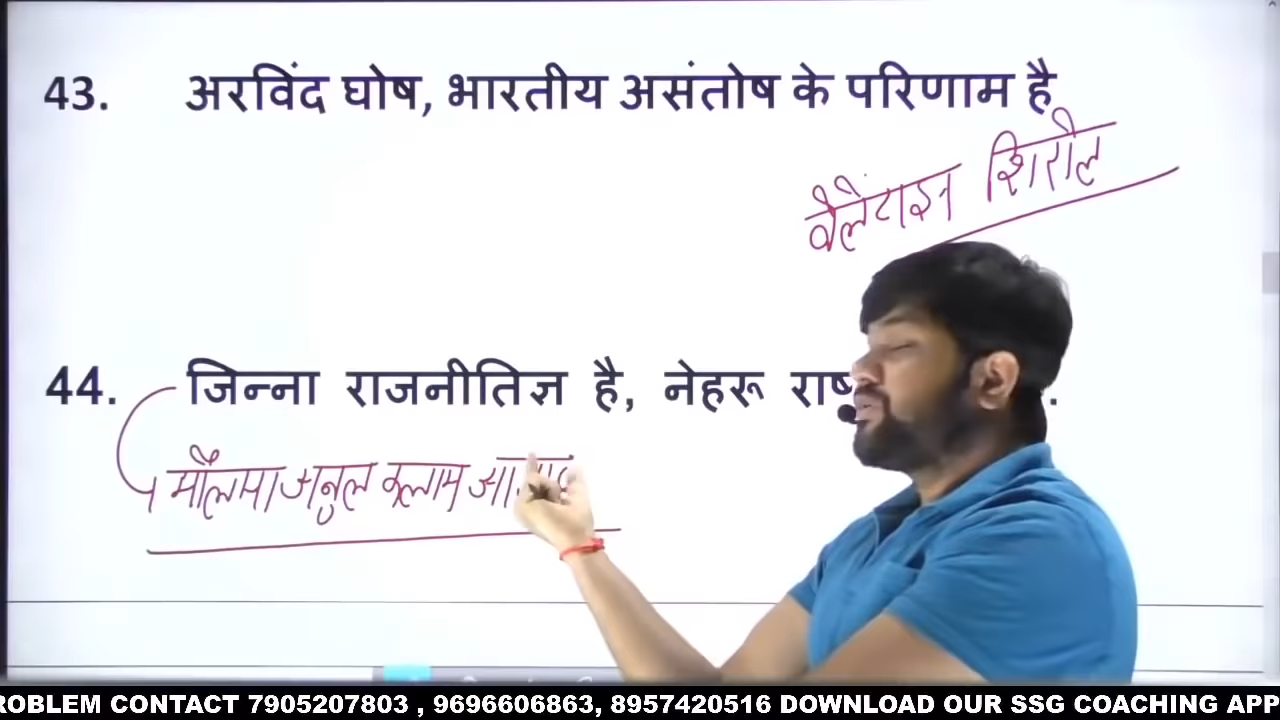 43. अरविंद घोष, भारतीय असंतोष के परिणाम है
वैलेंटाइन शिरोल
44. जिन्ना राजनीतिज्ञ है, नेहरू
मौलाना अबुल कलाम
ROBLEM CONTACT 7905207803 , 9696606863, 8957420516 DOWNLOAD OUR SSG COACHING APP